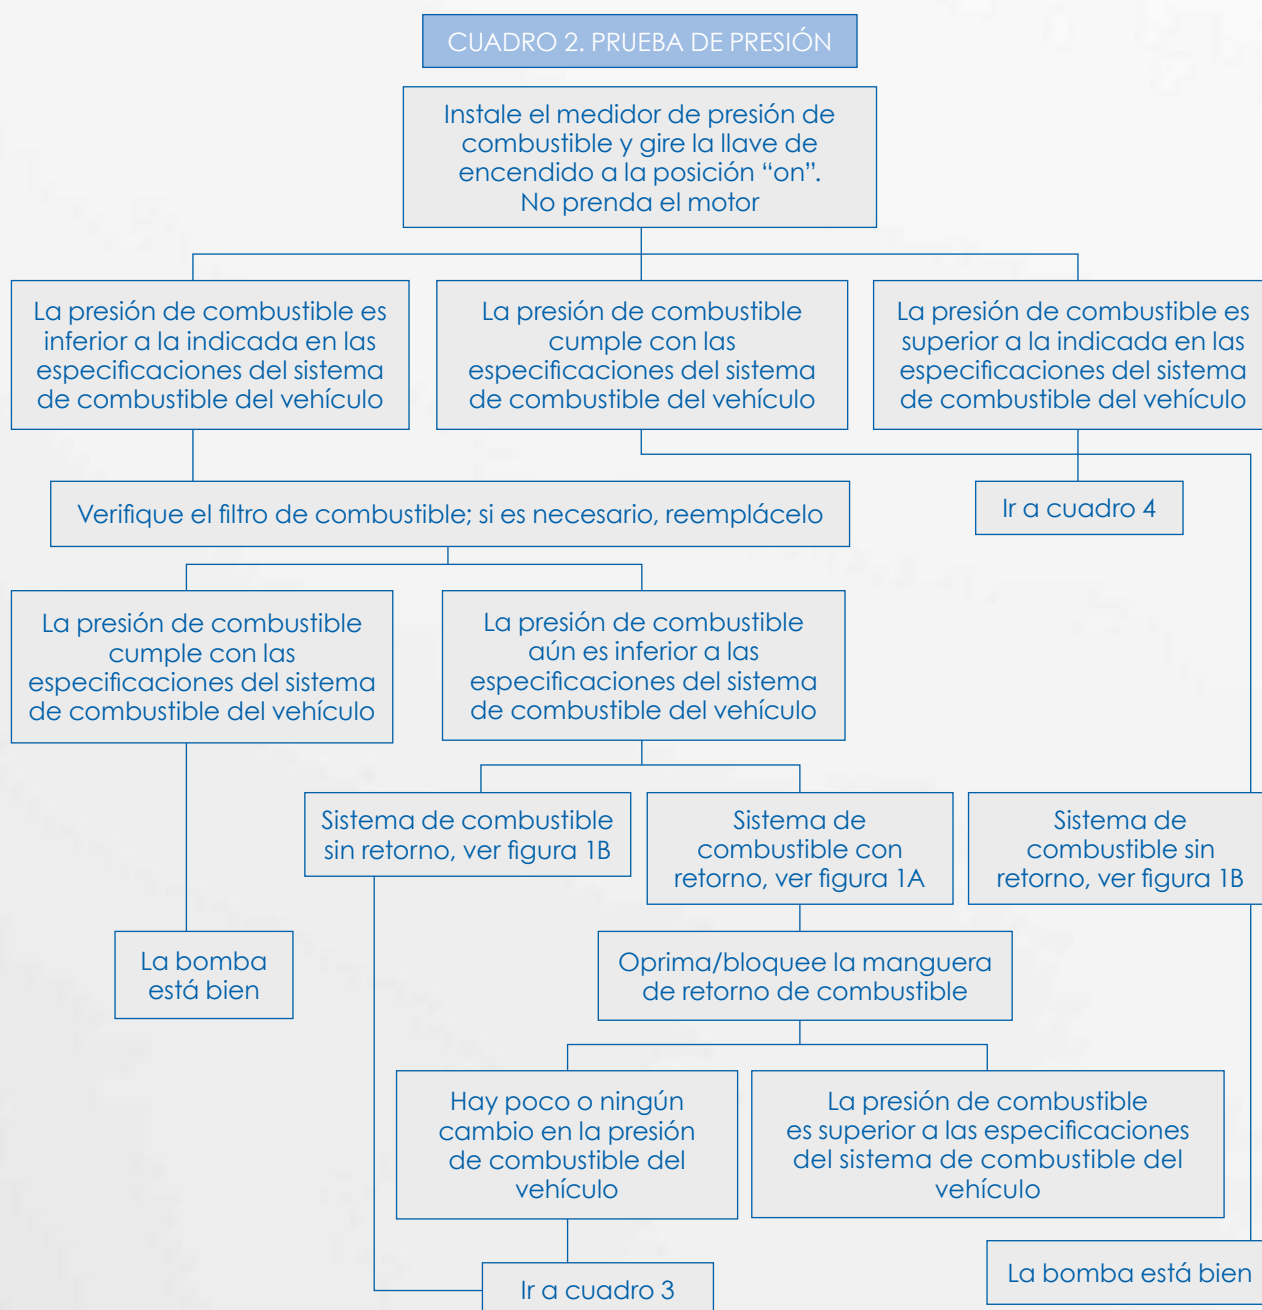 CUADRO 2. PRUEBA DE PRESIÓN
Instale el medidor de presión de
combustible y gire la llave de
encendido a la posición “on”.
No prenda el motor
La presión de combustible es
inferior a la indicada en las
especificaciones del sistema
de combustible del vehículo
La presión de combustible
cumple con las
especificaciones del sistema
de combustible del vehículo
La presión de combustible es
superior a la indicada en las
especificaciones del sistema
de combustible del vehículo
Verifique el filtro de combustible; si es necesario, reemplácelo
Ir a cuadro 4
La presión de combustible
cumple con las
especificaciones del sistema
de combustible del vehículo
La presión de combustible
aún es inferior a las
especificaciones del sistema
de combustible del vehículo
Sistema de combustible
sin retorno, ver figura 1B
Sistema de
combustible con
retorno, ver figura 1A
Sistema de
combustible sin
retorno, ver figura 1B
La bomba
está bien
Oprima/bloquee la manguera
de retorno de combustible
Hay poco o ningún
cambio en la presión
de combustible del
vehículo
La presión de combustible
es superior a las especificaciones
del sistema de combustible del
vehículo
Ir a cuadro 3
La bomba está bien